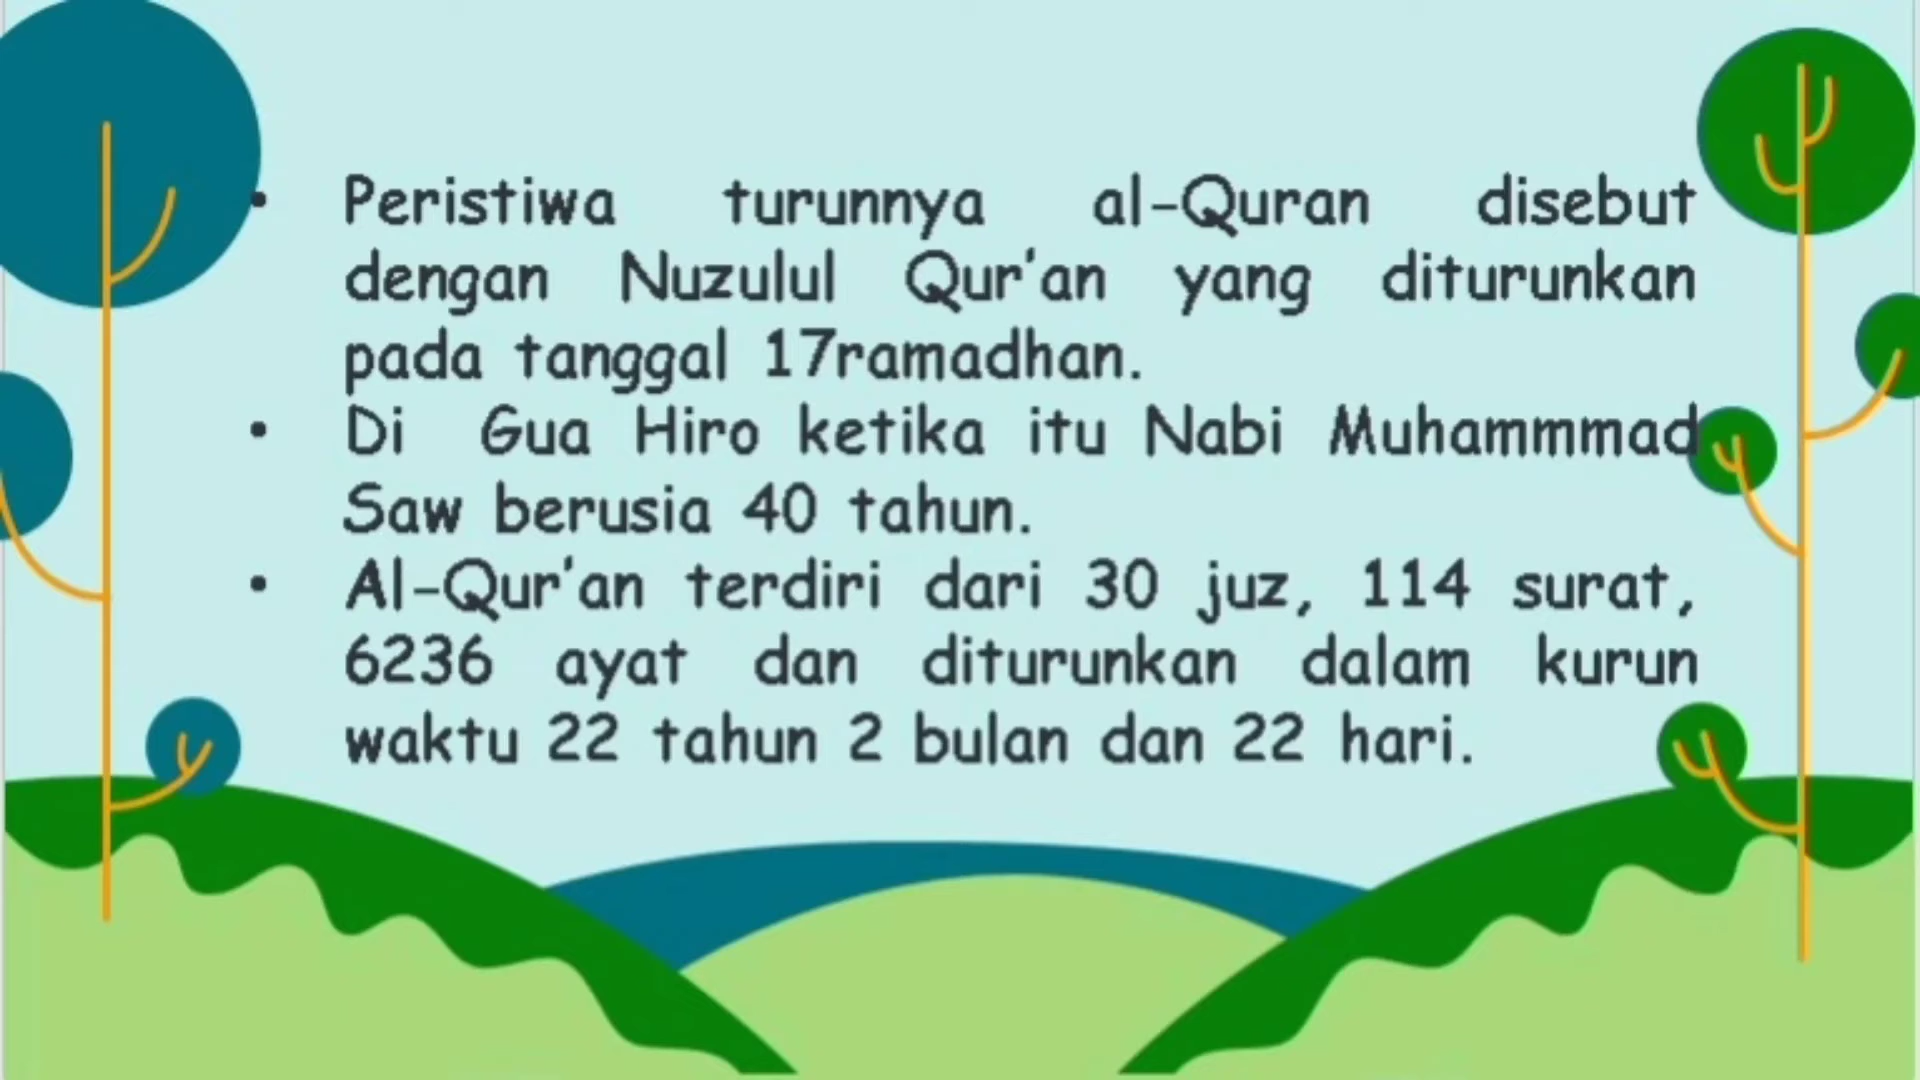 • Peristiwa turunnya al-Quran disebut
dengan Nuzulul Qur'an yang diturunkan
pada tanggal 17ramadhan.
• Di Gua Hiro ketika itu Nabi Muhammmad
Saw berusia 40 tahun.
• Al-Qur'an terdiri dari 30 juz, 114 surat,
6236 ayat dan diturunkan dalam kurun
waktu 22 tahun 2 bulan dan 22 hari.